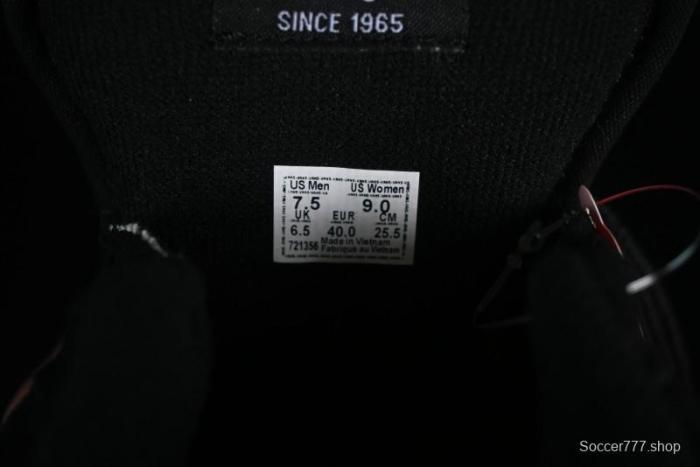 SINCE 1965
US Men US Women
7.5 9.0
UK EUR CM
6.5 40.0 25.5
721356 Made in Vietnam
Fabriqué au Vietnam
Soccer777.shop